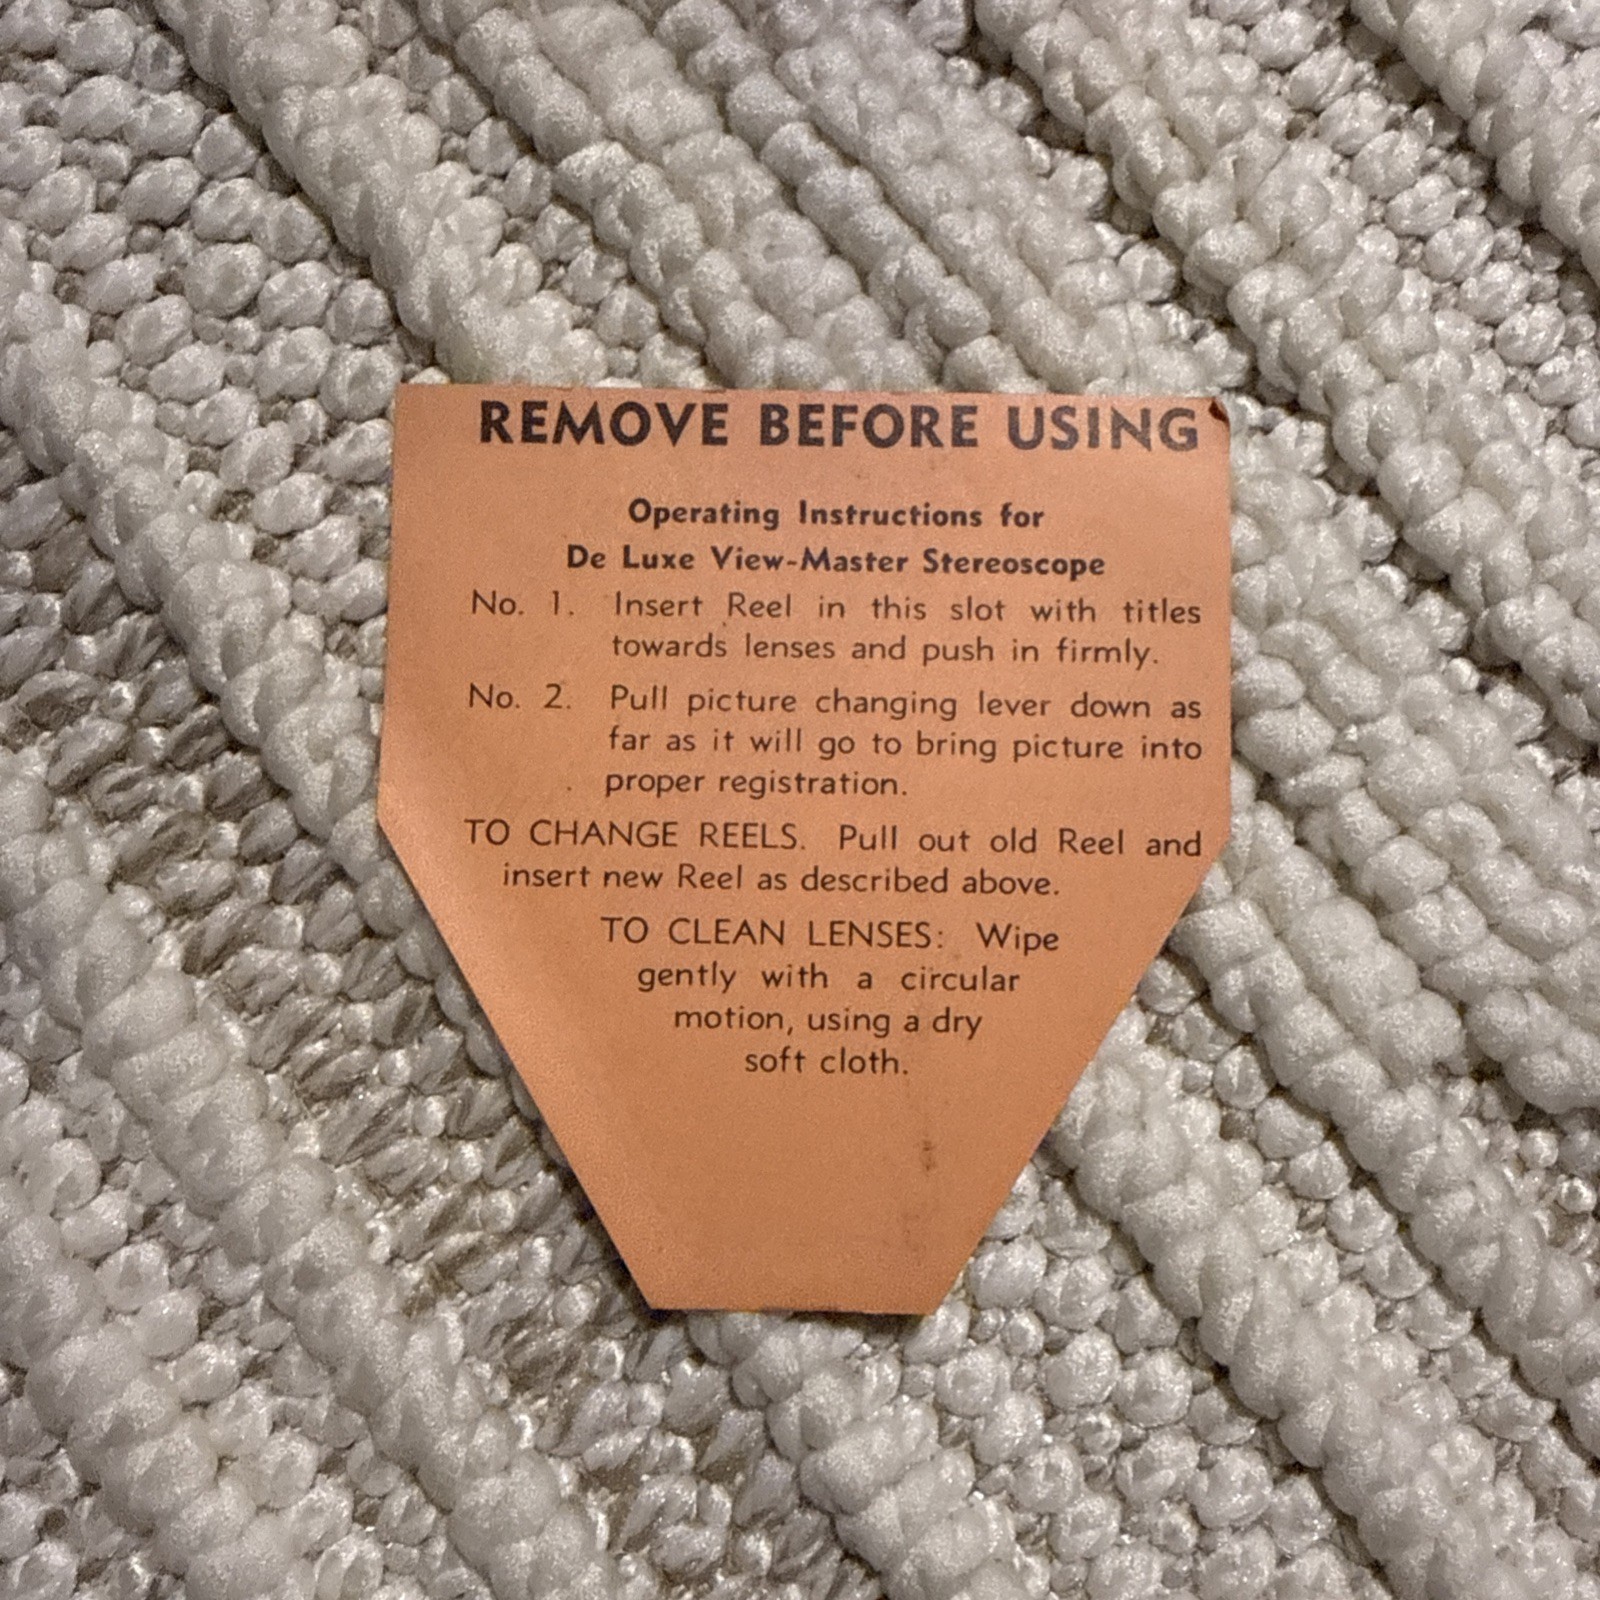 REMOVE BEFORE USING
Operating Instructions for
De Luxe View-Master Stereoscope
No. 1. Insert Reel in this slot with titles
towards lenses and push in firmly.
No. 2. Pull picture changing lever down as
far as it will go to bring picture into
proper registration.
TO CHANGE REELS. Pull out old Reel and
insert new Reel as described above.
TO CLEAN LENSES: Wipe
gently with a circular
motion, using a dry
soft cloth.